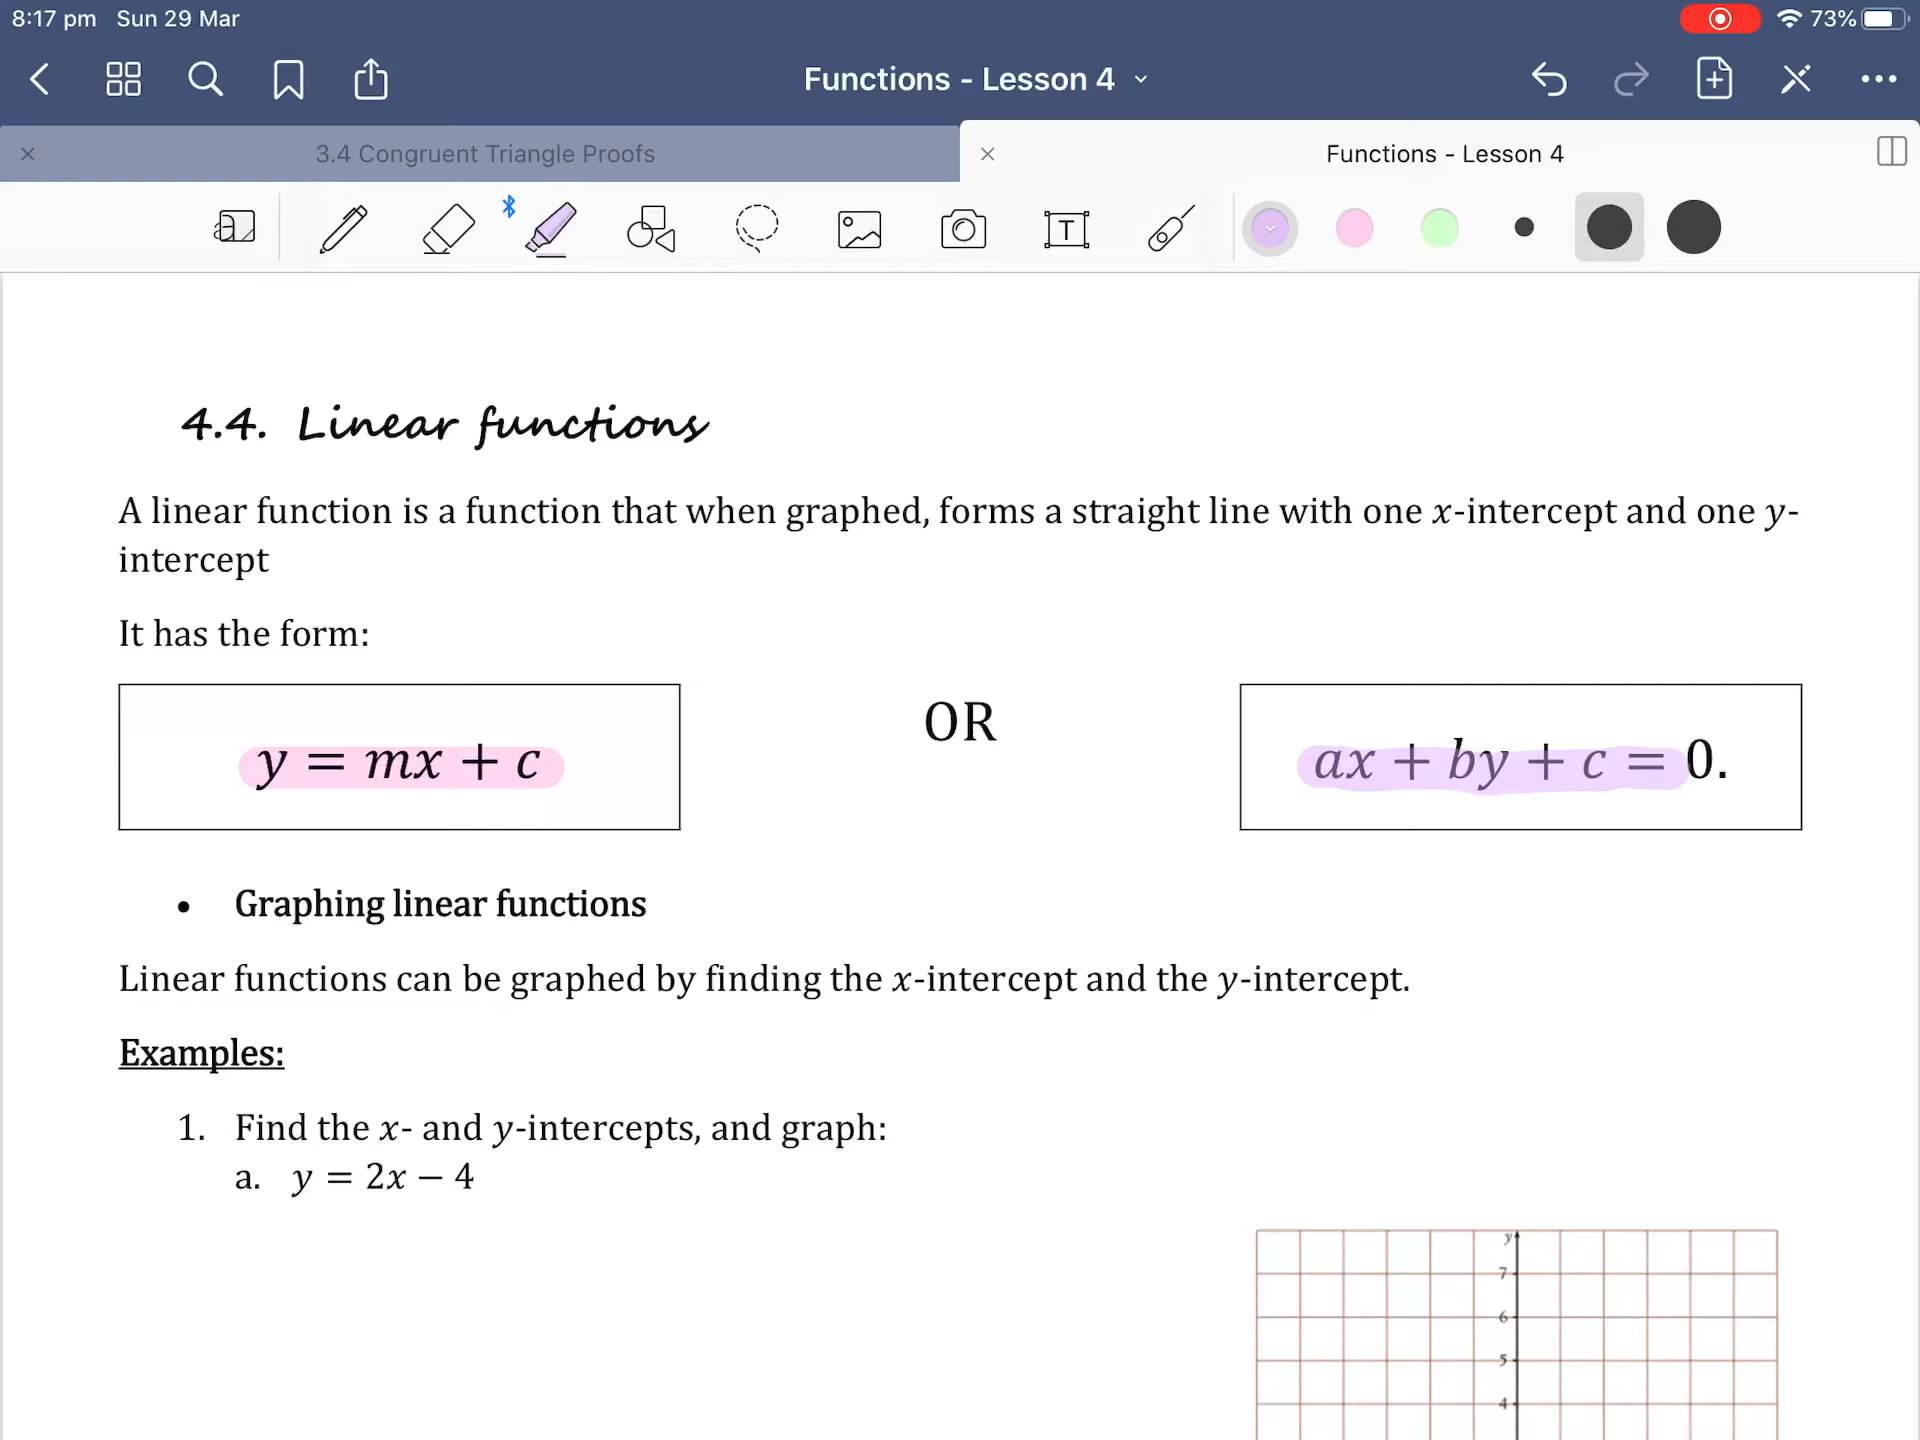 8:17 pm Sun 29 Mar 73%
Functions - Lesson 4
3.4 Congruent Triangle Proofs Functions - Lesson 4
a T
4.4. Linear functions
A linear function is a function that when graphed, forms a straight line with one x-intercept and one y-
intercept
It has the form:
y = mx + c OR ax + by + c = 0.
• Graphing linear functions
Linear functions can be graphed by finding the x-intercept and the y-intercept.
Examples:
1. Find the x- and y-intercepts, and graph:
a. y = 2x − 4
y
7
6
5
4